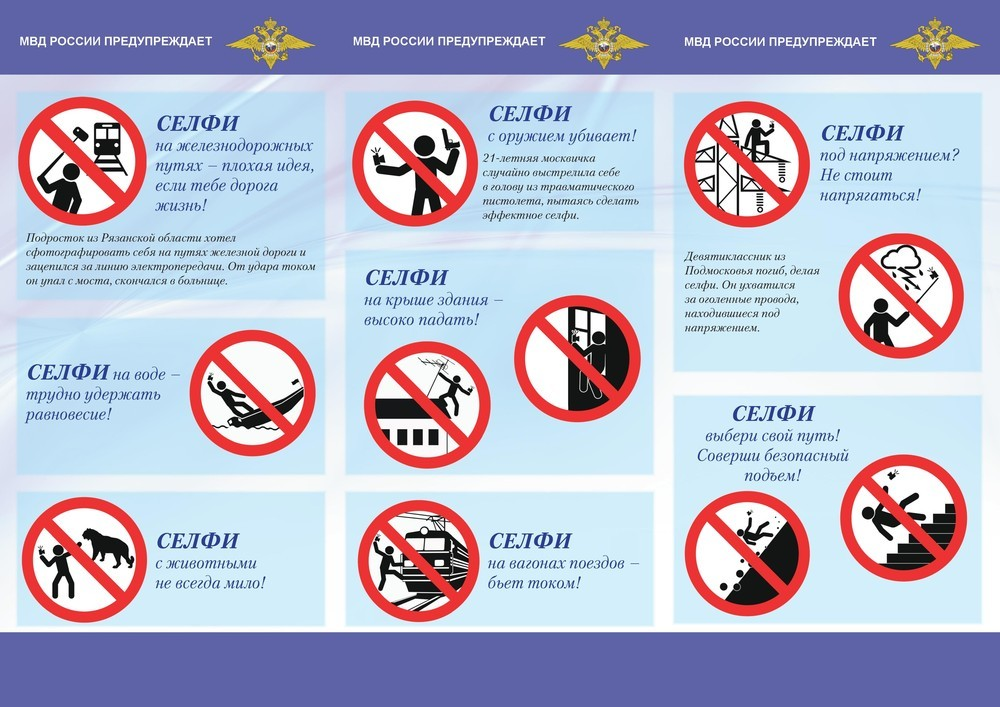 МВД РОССИИ ПРЕДУПРЕЖДАЕТ
СЕЛФИ
на железнодорожных
путях – плохая идея,
если тебе дорога
жизнь!
Подросток из Рязанской области хотел
сфотографировать себя на путях железной дороги и
зацепился за линию электропередачи. От удара током
он упал с моста, скончался в больнице.
СЕЛФИ на воде –
трудно удержать
равновесие!
СЕЛФИ
с животными
не всегда мило!
МВД РОССИИ ПРЕДУПРЕЖДАЕТ
СЕЛФИ
с оружием убивает!
21-летняя москвичка
случайно выстрелила себе
в голову из травматического
пистолета, пытаясь сделать
эффектное селфи.
СЕЛФИ
на крыше здания –
высоко падать!
СЕЛФИ
на вагонах поездов –
бьет током!
МВД РОССИИ ПРЕДУПРЕЖДАЕТ
СЕЛФИ
под напряжением?
Не стоит
напрягаться!
Девятиклассник из
Подмосковья погиб, делая
селфи. Он ухватился
за оголенные провода,
находившиеся под
напряжением.
СЕЛФИ
выбери свой путь!
Соверши безопасный
подъем!